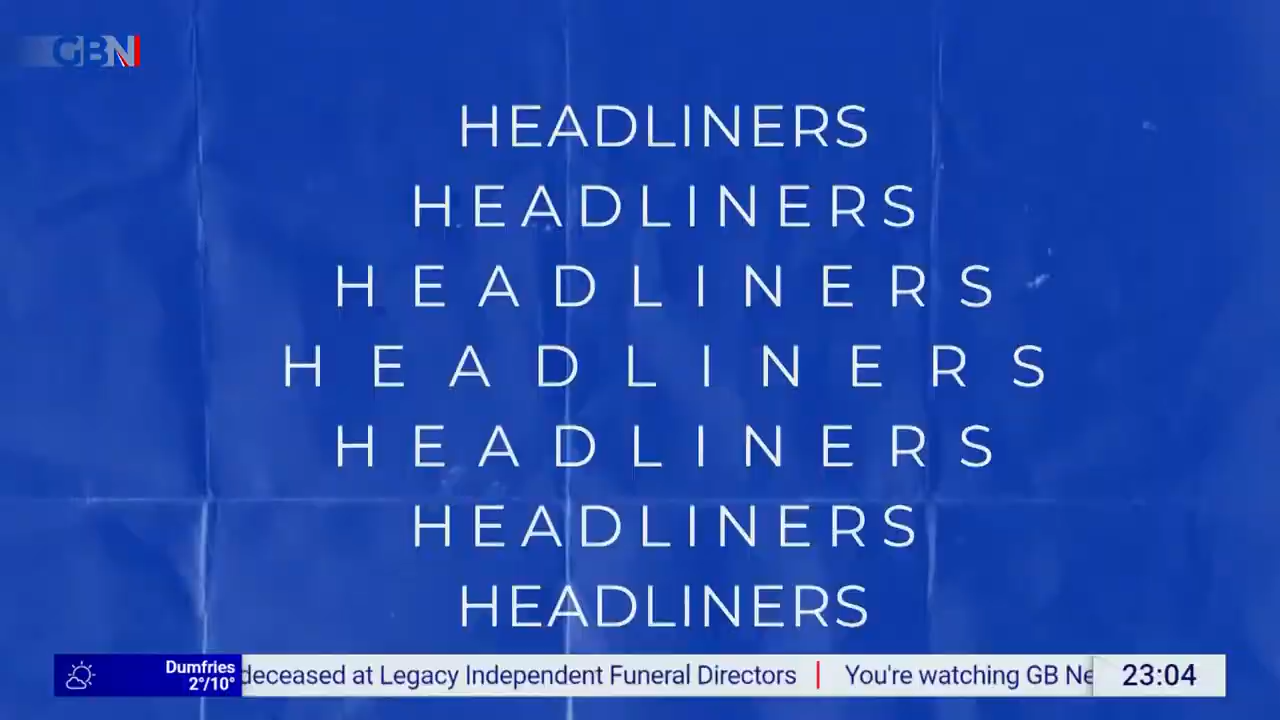 GBN
HEADLINERS
HEADLINERS
HEADLINERS
HEADLINERS
HEADLINERS
HEADLINERS
HEADLINERS
Dumfries
2°/10°
deceased at Legacy Independent Funeral Directors | You're watching GB Ne
23:04